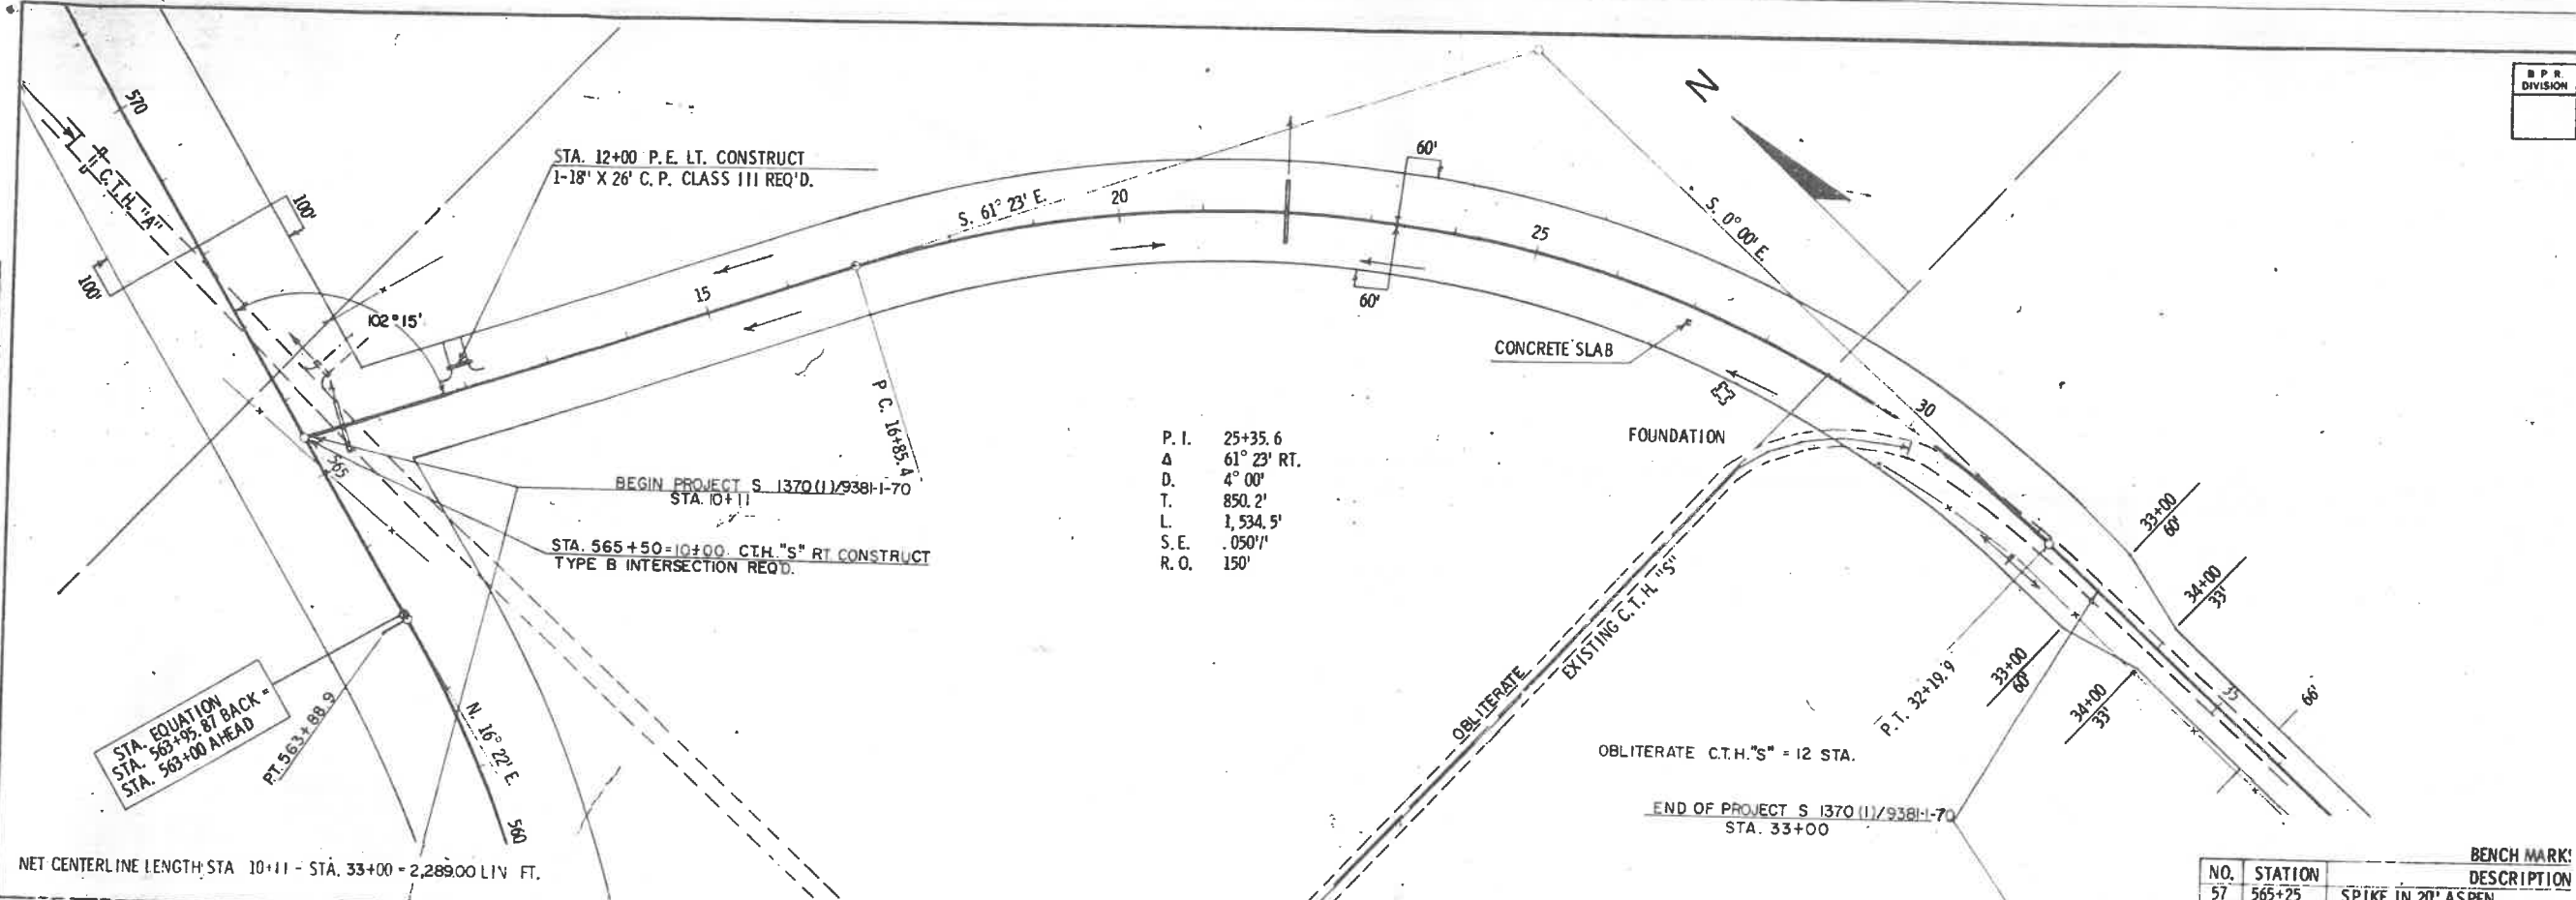 B P R
DIVISION
570
C.T.H. "A"
100'
100'
STA. 12+00 P.E. LT. CONSTRUCT
1-18" X 26' C.P. CLASS III REQ'D.
102°15'
15
S. 61° 23' E.
20
60'
60'
25
N
S. 0° 00' E.
CONCRETE SLAB
FOUNDATION
30
P.C. 16+85.4
565
BEGIN PROJECT S 1370(1)/9381-1-70
STA. 10+11
STA. 565+50=10+00 C.T.H. "S" RT. CONSTRUCT
TYPE B INTERSECTION REQ'D.
P. I. 25+35.6
Δ 61° 23' RT.
D. 4° 00'
T. 850.2'
L. 1,534.5'
S.E. .050'/'
R.O. 150'
33+00
60'
34+00
33'
STA. EQUATION
STA. 563+95.87 BACK =
STA. 563+00 AHEAD
P.T. 563+88.9
N. 16° 22' E.
560
OBLITERATE
EXISTING C.T.H. "S"
P.T. 32+19.9
33+00
60'
34+00
33'
35
66'
OBLITERATE C.T.H. "S" = 12 STA.
END OF PROJECT S 1370(1)/9381-1-70
STA. 33+00
NET CENTERLINE LENGTH STA 10+11 - STA. 33+00 = 2,289.00 LIN FT.
BENCH MARKS
NO. STATION DESCRIPTION
57 565+25 SPIKE IN 20" ASPEN